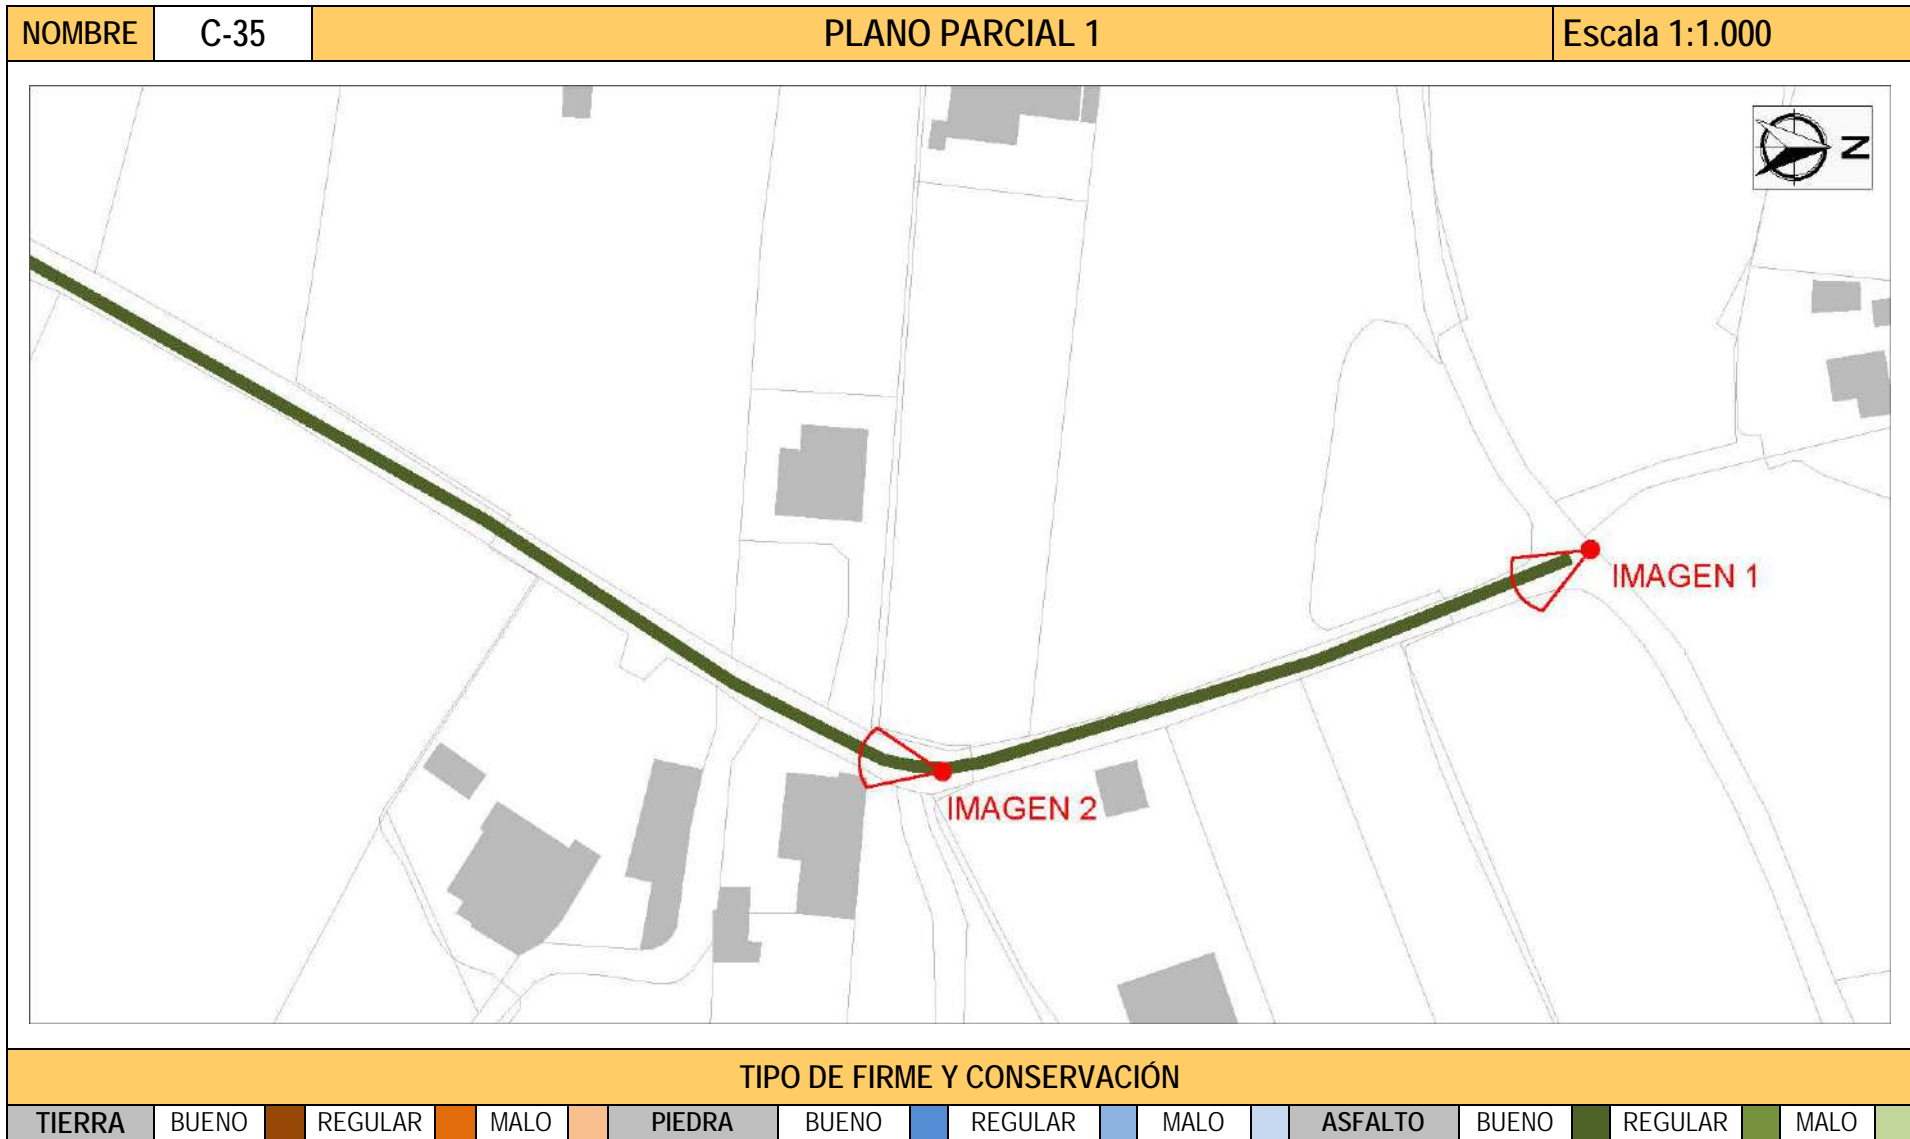 NOMBRE C-35 PLANO PARCIAL 1 Escala 1:1.000
N
IMAGEN 1
IMAGEN 2
TIPO DE FIRME Y CONSERVACIÓN
TIERRA BUENO REGULAR MALO PIEDRA BUENO REGULAR MALO ASFALTO BUENO REGULAR MALO